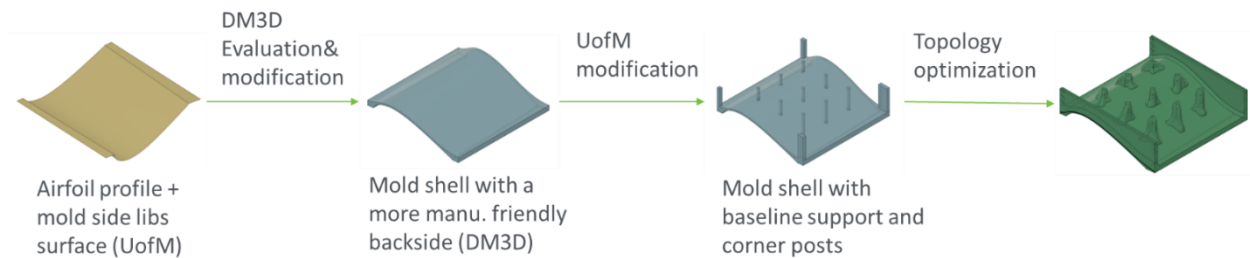 DM3D
Evaluation&
modification
UofM
modification
Topology
optimization
Airfoil profile +
mold side libs
surface (UofM)
Mold shell with a
more manu. friendly
backside (DM3D)
Mold shell with
baseline support and
corner posts